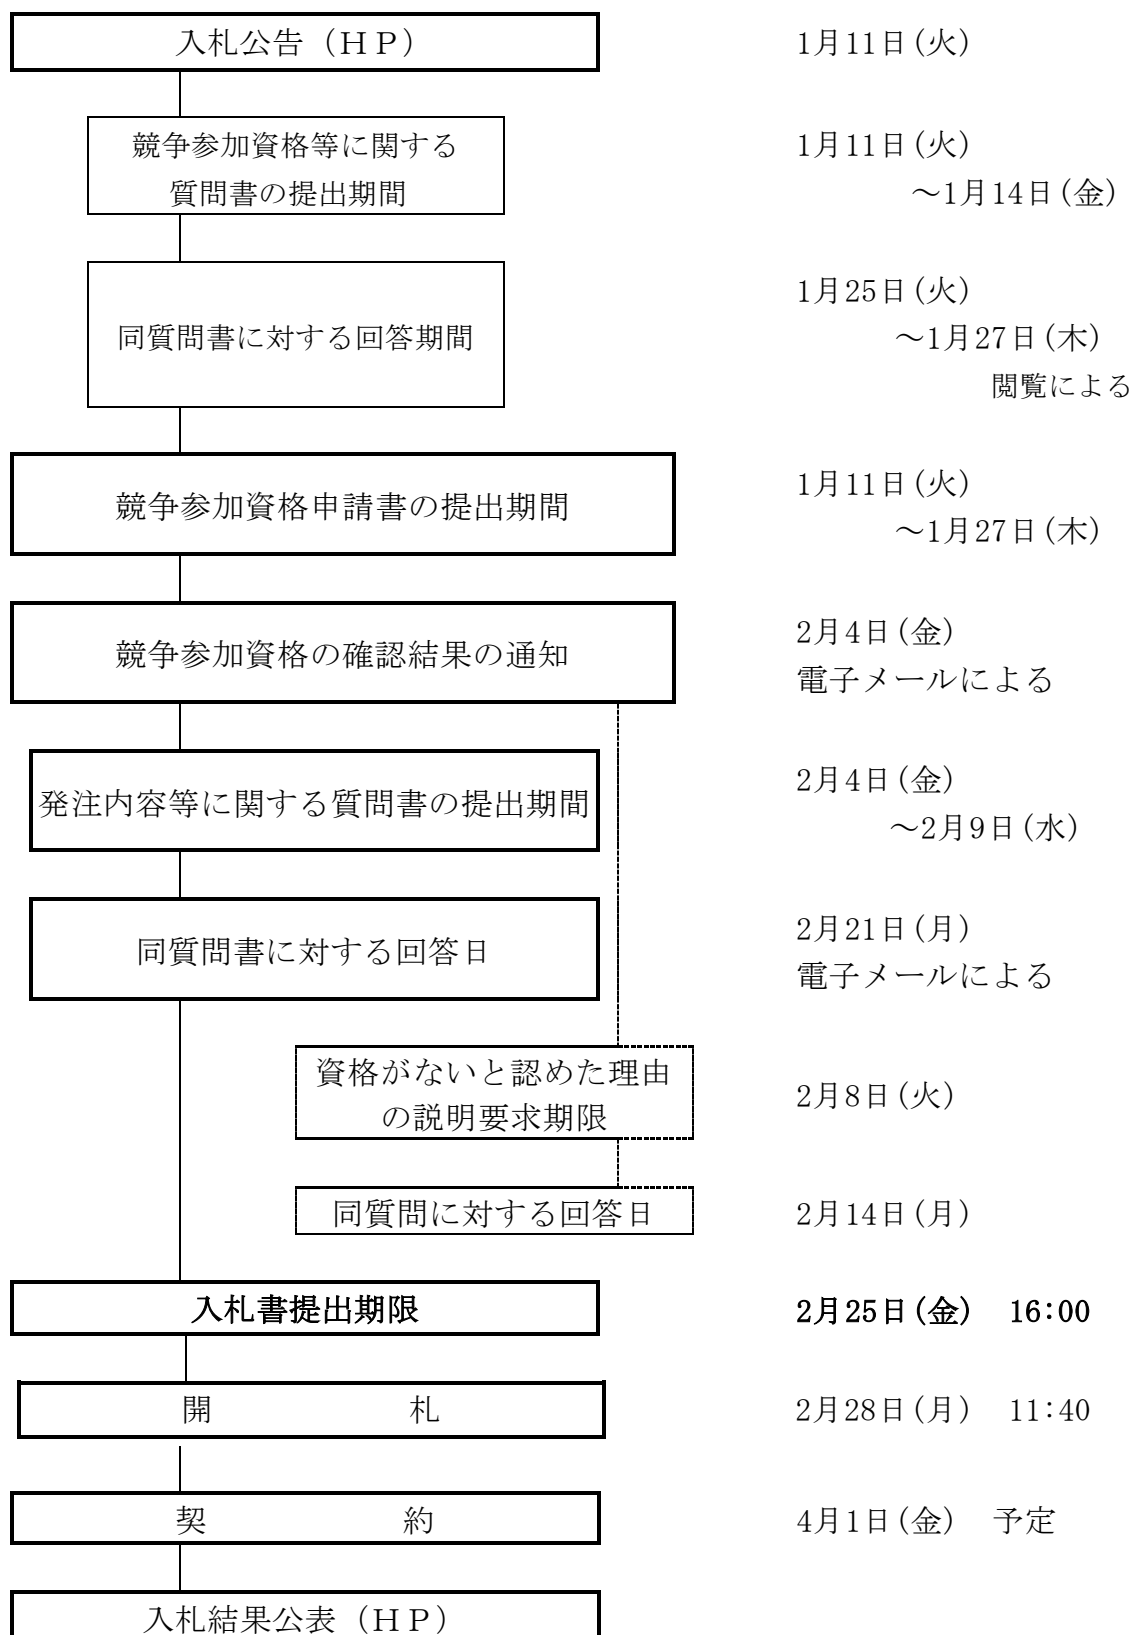 入札公告（ＨＰ）
1月11日(火)
競争参加資格等に関する
質問書の提出期間
1月11日(火)
～1月14日(金)
同質問書に対する回答期間
1月25日(火)
～1月27日(木)
閲覧による
競争参加資格申請書の提出期間
1月11日(火)
～1月27日(木)
競争参加資格の確認結果の通知
2月4日(金)
電子メールによる
発注内容等に関する質問書の提出期間
2月4日(金)
～2月9日(水)
同質問書に対する回答日
2月21日(月)
電子メールによる
資格がないと認めた理由
の説明要求期限
2月8日(火)
同質問に対する回答日
2月14日(月)
入札書提出期限
2月25日(金)　16:00
開　　　　　　札
2月28日(月)　11:40
契　　　　　　約
4月1日(金)　予定
入札結果公表（ＨＰ）